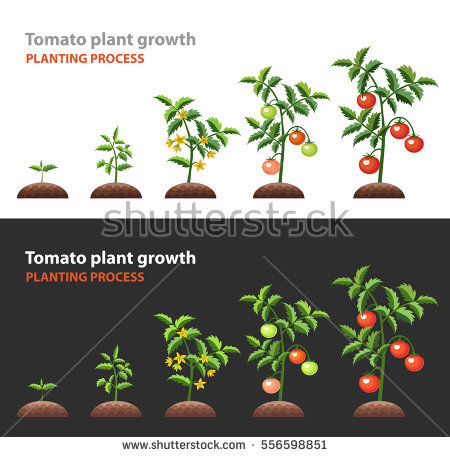 Tomato plant growth
PLANTING PROCESS
shutterstock
Tomato plant growth
PLANTING PROCESS
www.shutterstock.com · 556598851